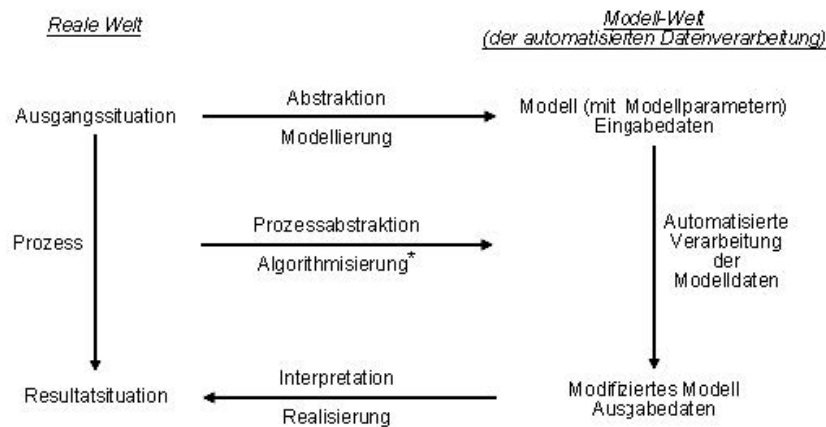 Reale Welt
Modell-Welt
(der automatisierten Datenverarbeitung)
Ausgangssituation
Abstraktion
Modellierung
Modell (mit Modellparametern)
Eingabedaten
Prozess
Prozessabstraktion
Algorithmisierung*
Automatisierte
Verarbeitung
der
Modelldaten
Resultatsituation
Interpretation
Realisierung
Modifiziertes Modell
Ausgabedaten